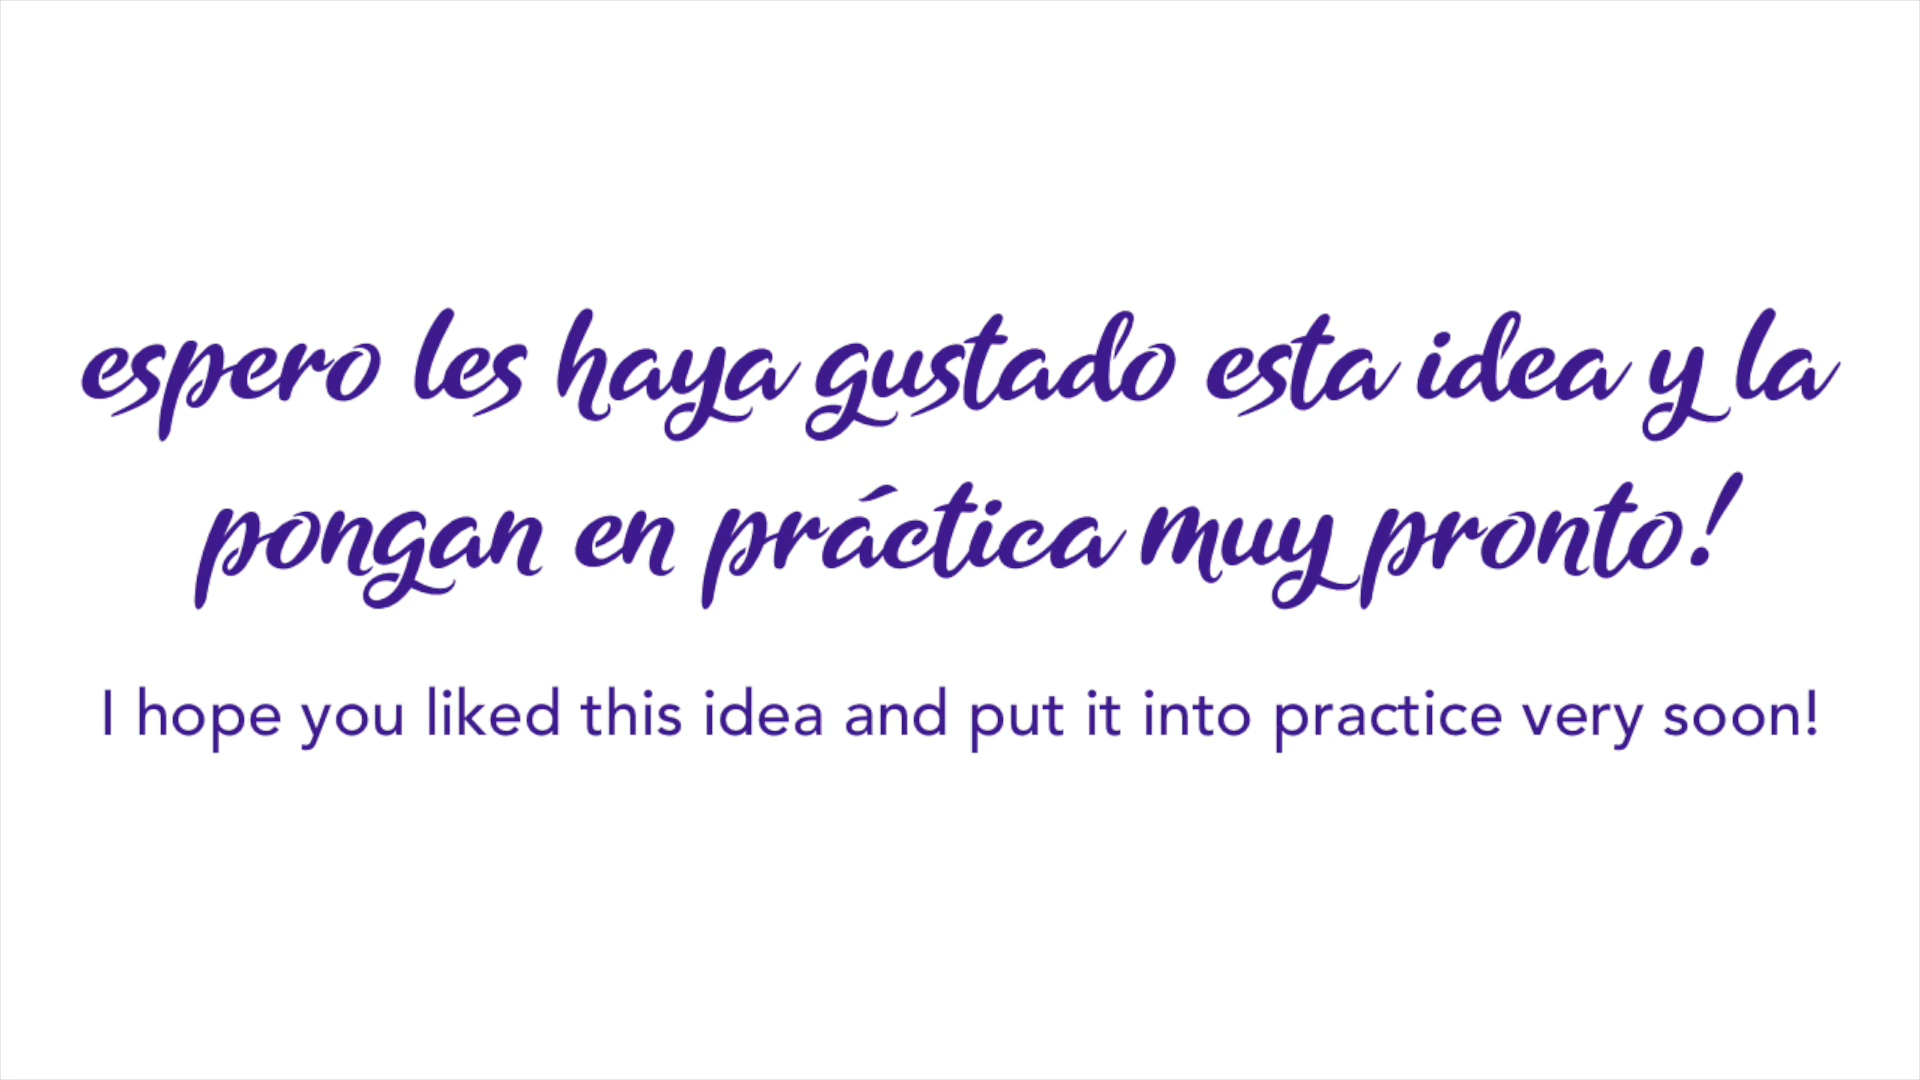 espero les haya gustado esta idea y la
pongan en práctica muy pronto!
I hope you liked this idea and put it into practice very soon!